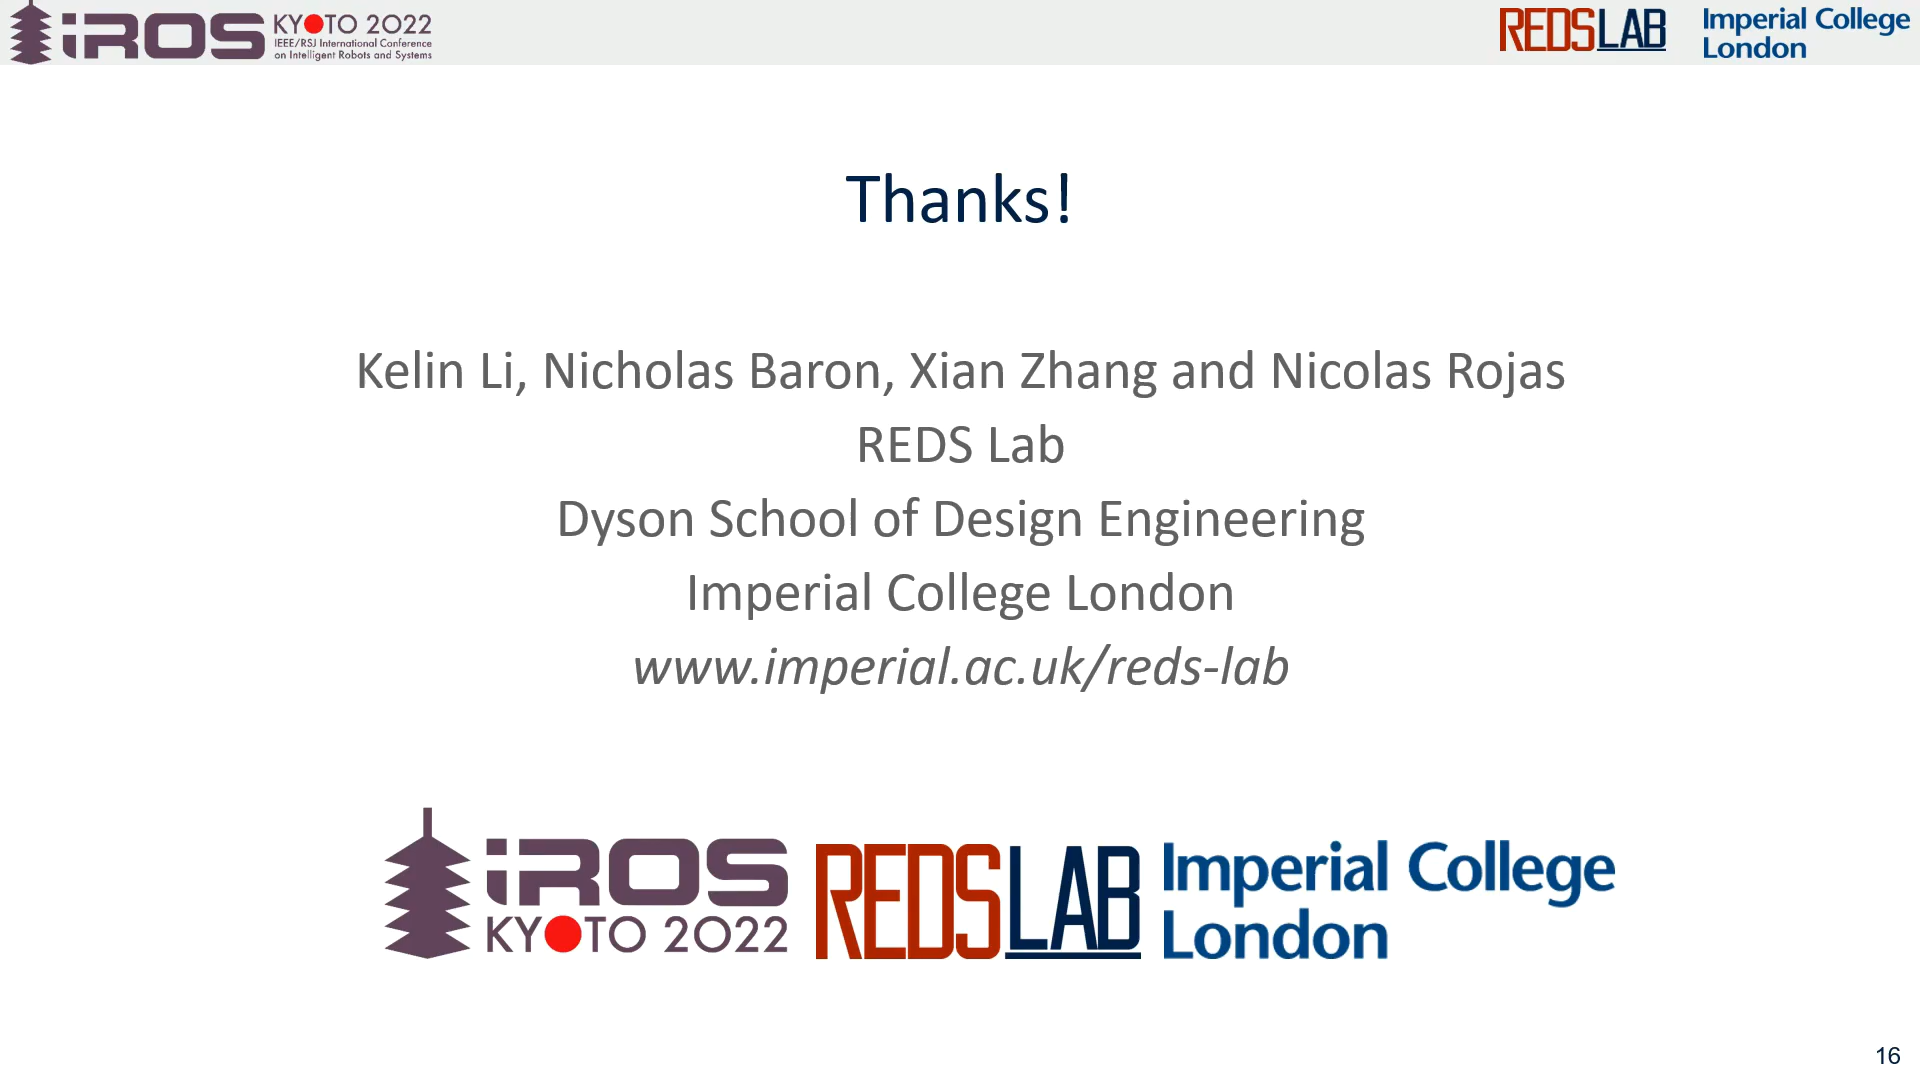 iROS KYOTO 2022
IEEE/RSJ International Conference
on Intelligent Robots and Systems
REDSLAB
Imperial College
London
Thanks!
Kelin Li, Nicholas Baron, Xian Zhang and Nicolas Rojas
REDS Lab
Dyson School of Design Engineering
Imperial College London
www.imperial.ac.uk/reds-lab
iROS
KYOTO 2022
REDSLAB
Imperial College
London
16